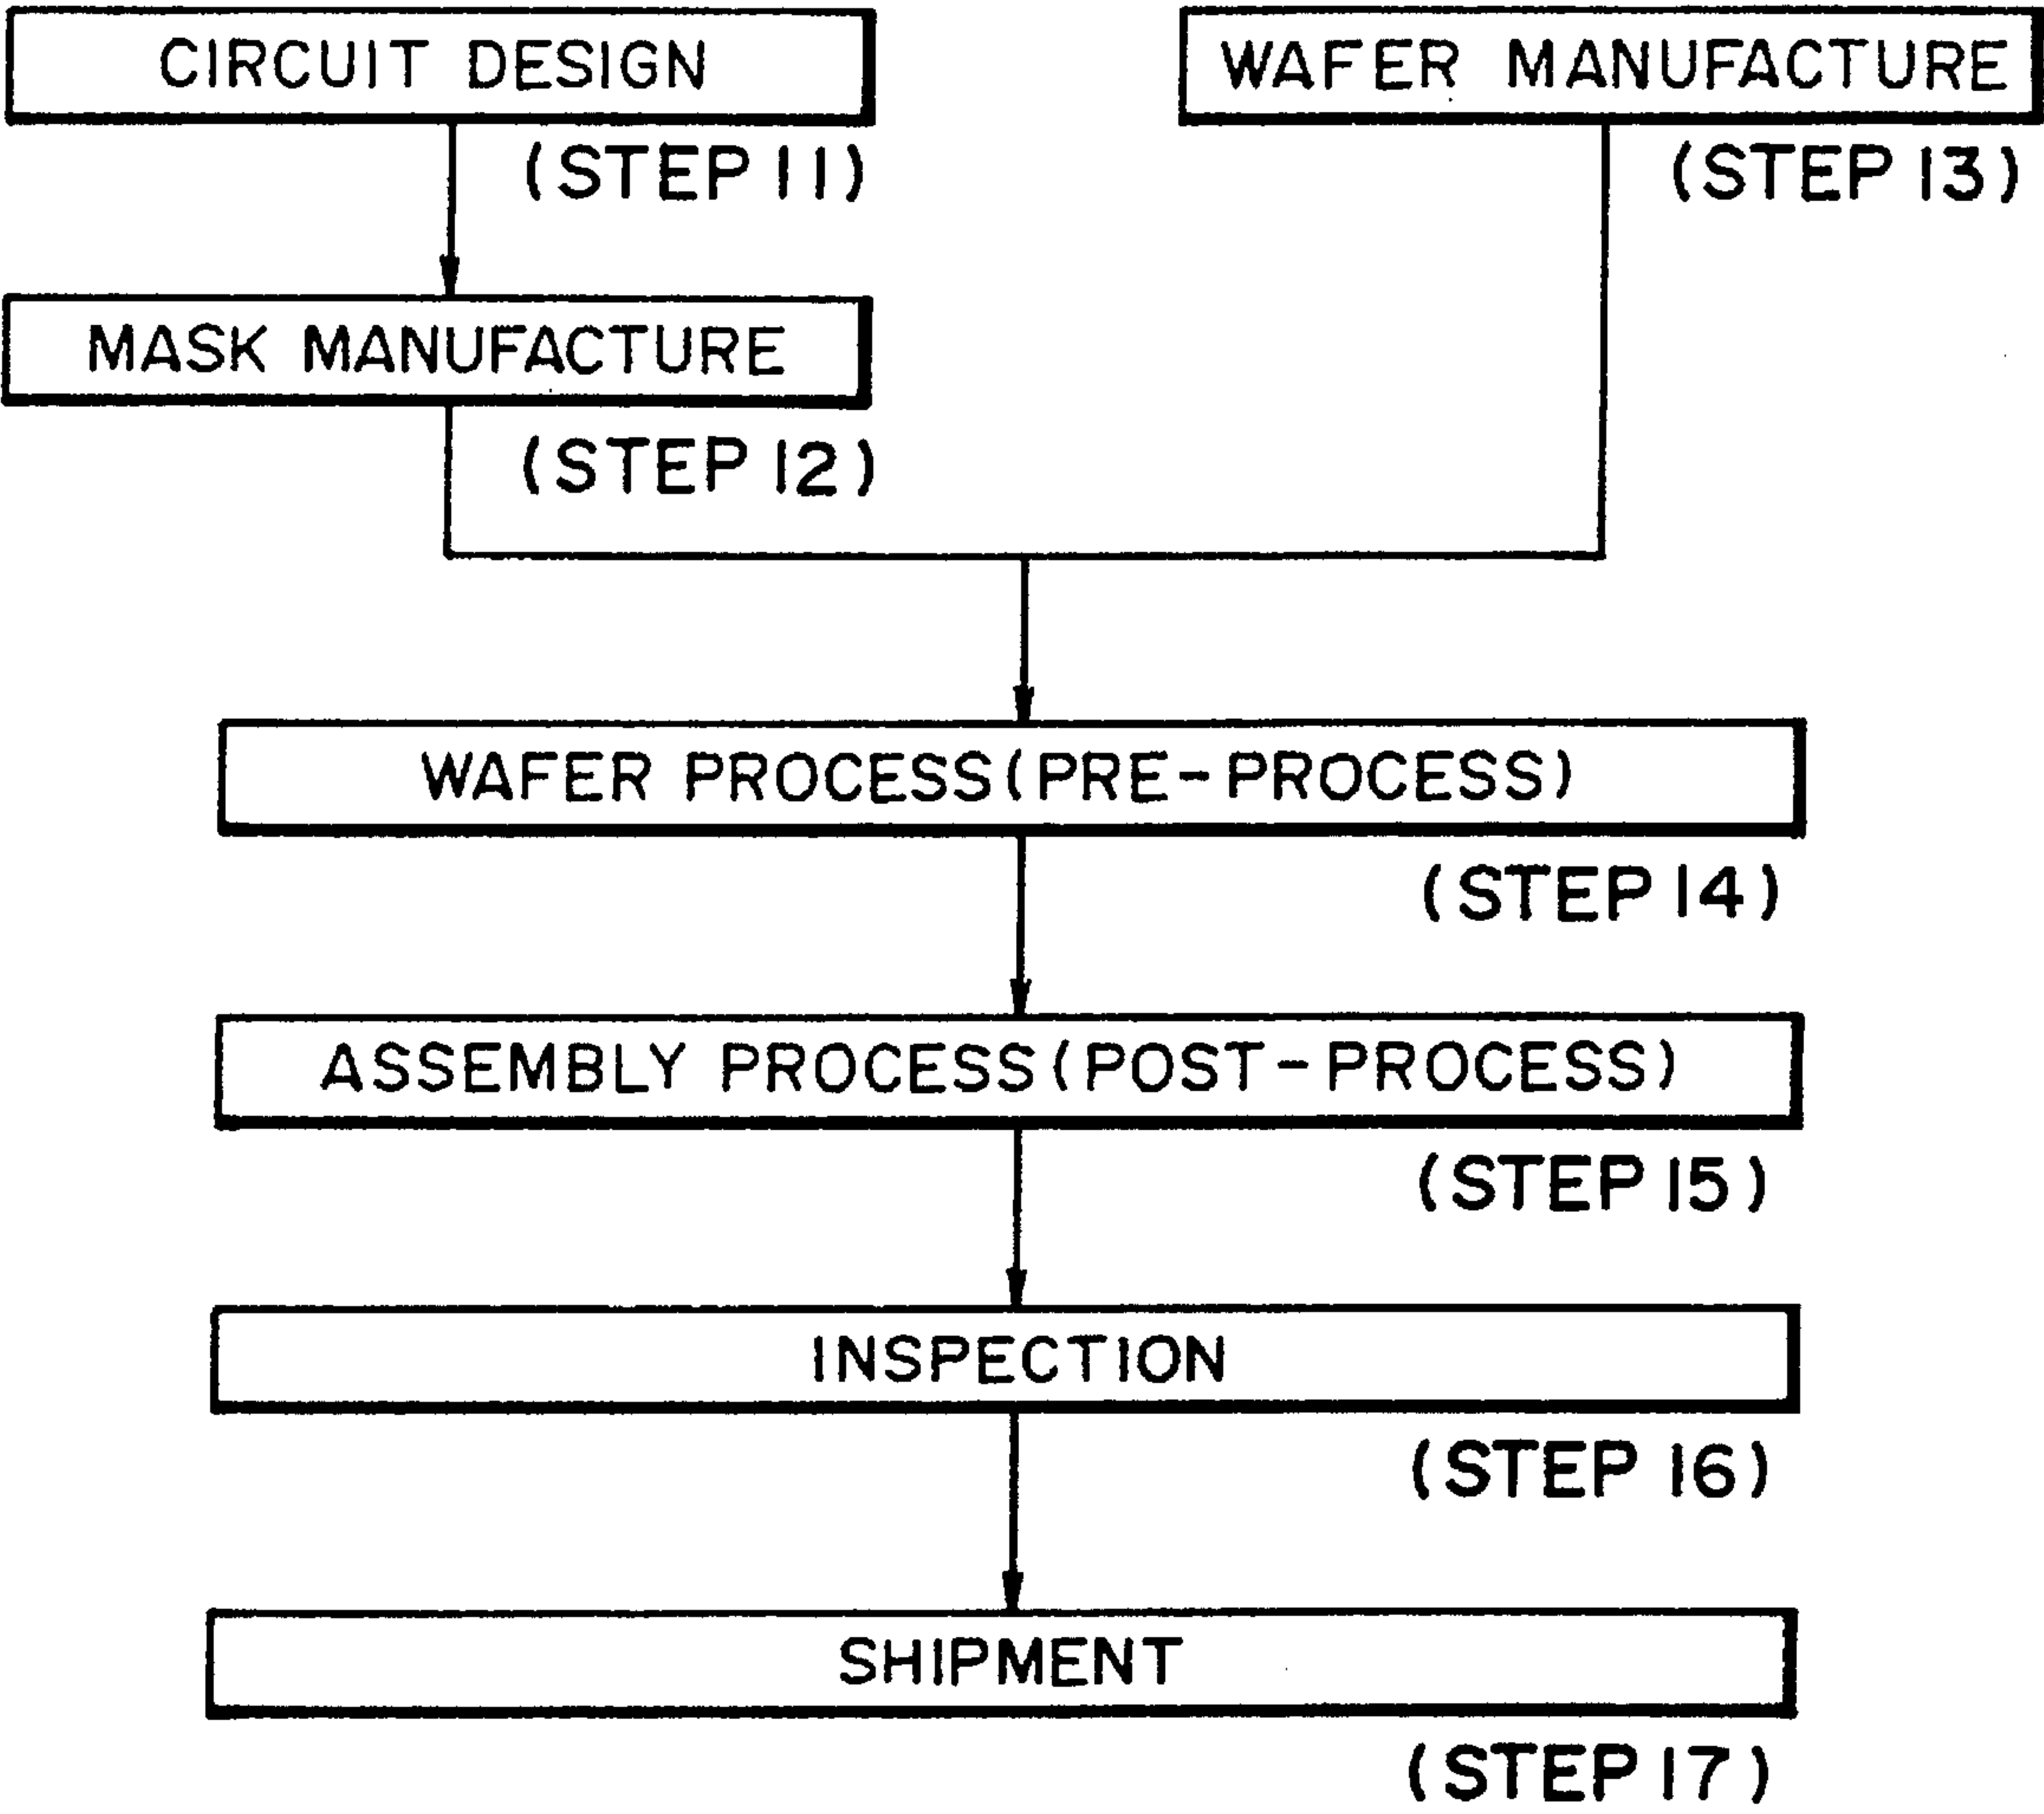 CIRCUIT DESIGN
(STEP 11)
WAFER MANUFACTURE
(STEP 13)
MASK MANUFACTURE
(STEP 12)
WAFER PROCESS(PRE-PROCESS)
(STEP 14)
ASSEMBLY PROCESS(POST-PROCESS)
(STEP 15)
INSPECTION
(STEP 16)
SHIPMENT
(STEP 17)